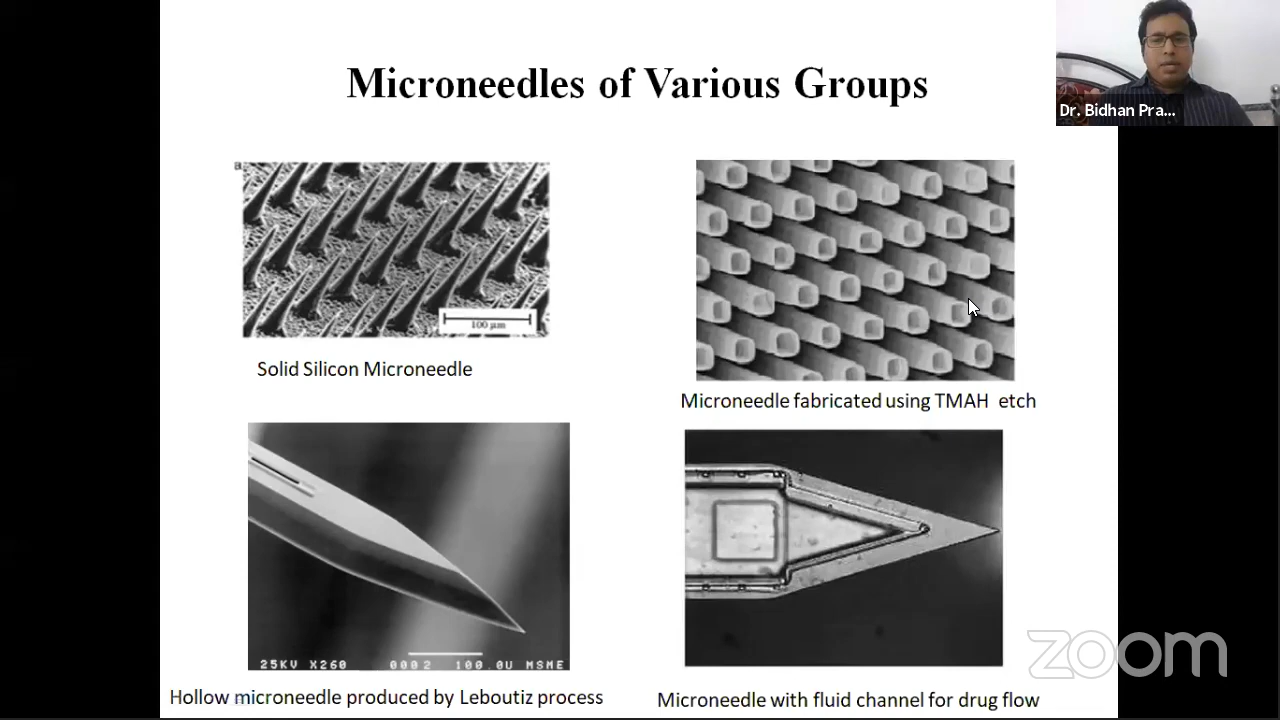 Microneedles of Various Groups
Dr. Bidhan Pra...
a
100 μm
Solid Silicon Microneedle
Microneedle fabricated using TMAH etch
25KV X260 0002 100.0U MSME
Hollow microneedle produced by Leboutiz process
Microneedle with fluid channel for drug flow
zoom